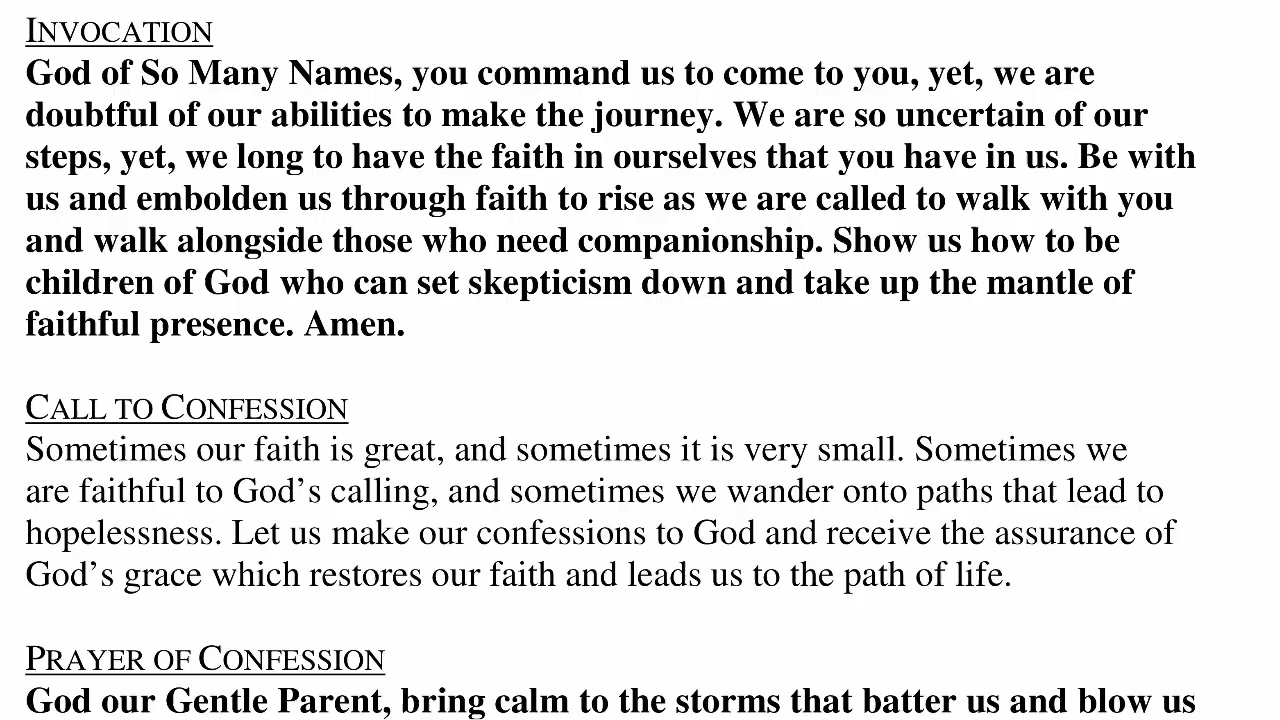 INVOCATION
God of So Many Names, you command us to come to you, yet, we are
doubtful of our abilities to make the journey. We are so uncertain of our
steps, yet, we long to have the faith in ourselves that you have in us. Be with
us and embolden us through faith to rise as we are called to walk with you
and walk alongside those who need companionship. Show us how to be
children of God who can set skepticism down and take up the mantle of
faithful presence. Amen.
CALL TO CONFESSION
Sometimes our faith is great, and sometimes it is very small. Sometimes we
are faithful to God’s calling, and sometimes we wander onto paths that lead to
hopelessness. Let us make our confessions to God and receive the assurance of
God’s grace which restores our faith and leads us to the path of life.
PRAYER OF CONFESSION
God our Gentle Parent, bring calm to the storms that batter us and blow us